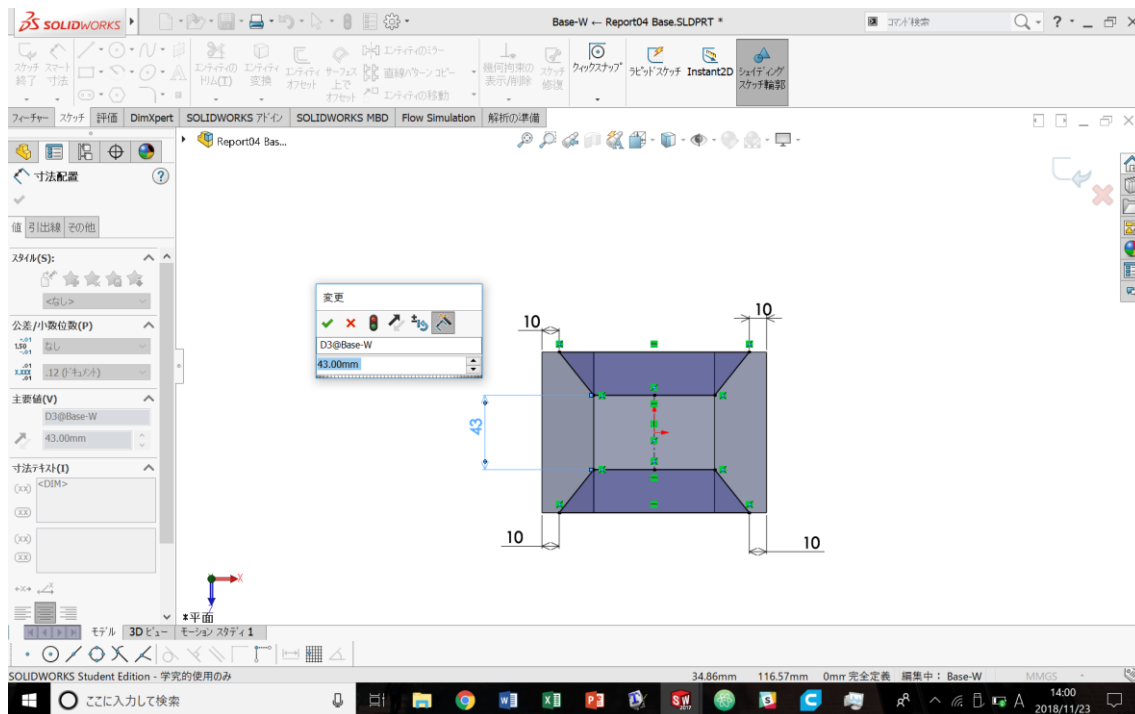 SOLIDWORKS
Base-W ← Report04 Base.SLDPRT *
コマンド検索
スケッチ終了
スマート寸法
エンティティのトリム(T)
エンティティ変換
エンティティオフセット
サーフェス上でオフセット
エンティティのミラー
直線パターン コピー
エンティティの移動
幾何拘束の表示/削除
スケッチ修復
クィックスナップ
ラピッドスケッチ
Instant2D
シェイディングスケッチ輪郭
フィーチャー スケッチ 評価 DimXpert SOLIDWORKS アドイン SOLIDWORKS MBD Flow Simulation 解析の準備
Report04 Bas...
寸法配置
値 引出線 その他
スタイル(S):
<なし>
公差/小数位数(P)
なし
.12 (ドキュメント)
主要値(V)
D3@Base-W
43.00mm
寸法テキスト(I)
<DIM>
変更
D3@Base-W
43.00mm
10
10
43
10
10
X
*平面
モデル 3D ビュー モーション スタディ 1
SOLIDWORKS Student Edition - 学究的使用のみ
34.86mm 116.57mm 0mm 完全定義 編集中： Base-W MMGS
ここに入力して検索
A
14:00
2018/11/23